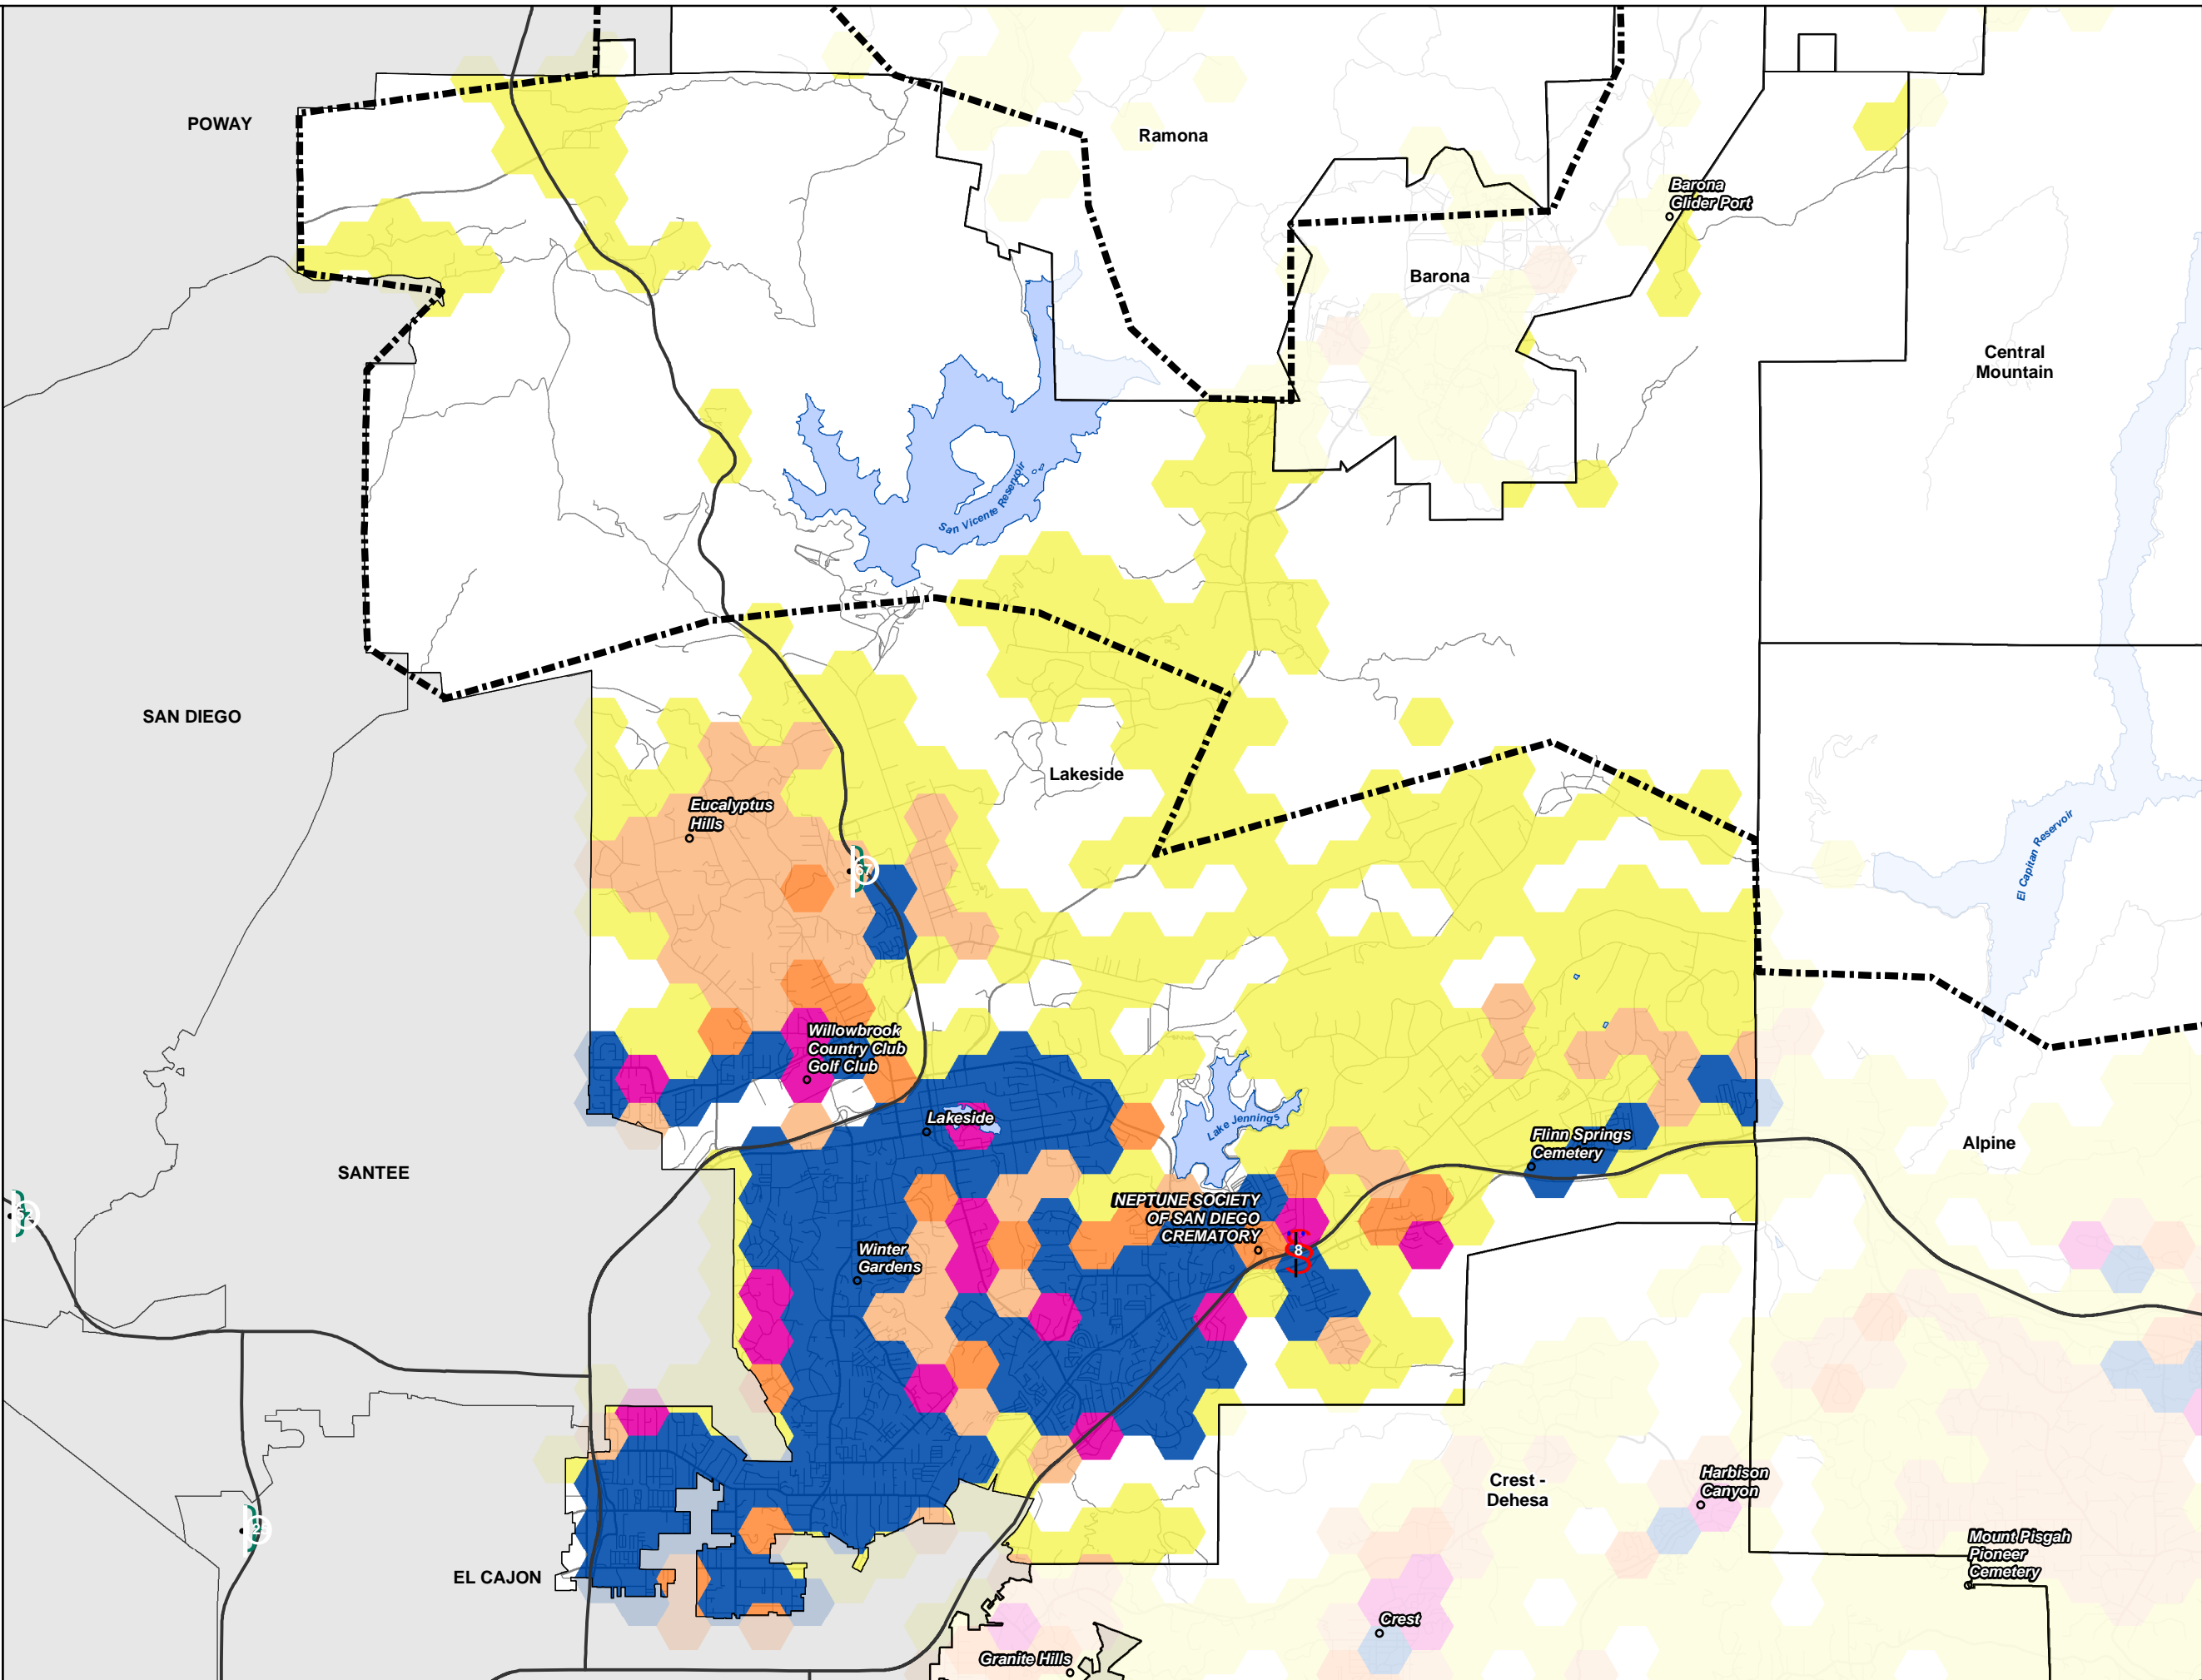 POWAY
Ramona
Barona
Glider Port
Barona
Central
Mountain
San Vicente Reservoir
SAN DIEGO
Lakeside
Eucalyptus
Hills
67
El Capitan Reservoir
Willowbrook
Country Club
Golf Club
Lakeside
Lake Jennings
Flinn Springs
Cemetery
Alpine
SANTEE
NEPTUNE SOCIETY
OF SAN DIEGO
CREMATORY
8
Winter
Gardens
Crest -
Dehesa
Harbison
Canyon
Mount Pisgah
Pioneer
Cemetery
EL CAJON
Crest
Granite Hills